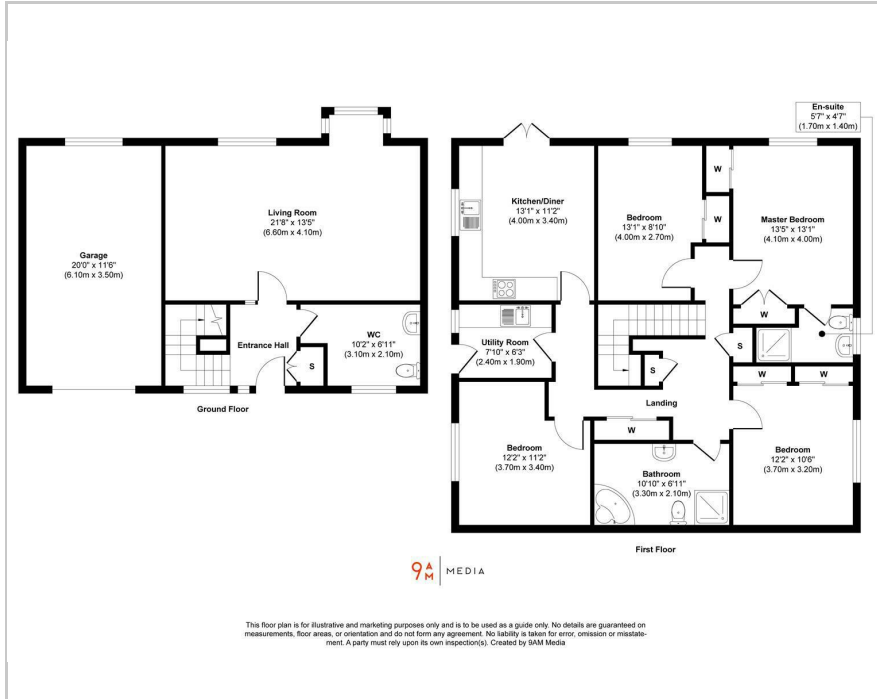 En-suite
5'7" x 4'7"
(1.70m x 1.40m)
Garage
20'0" x 11'6"
(6.10m x 3.50m)
Living Room
21'8" x 13'5"
(6.60m x 4.10m)
Entrance Hall
WC
10'2" x 6'11"
(3.10m x 2.10m)
S
Ground Floor
Kitchen/Diner
13'1" x 11'2"
(4.00m x 3.40m)
Bedroom
13'1" x 8'10"
(4.00m x 2.70m)
W
W
Master Bedroom
13'5" x 13'1"
(4.10m x 4.00m)
W
Utility Room
7'10" x 6'3"
(2.40m x 1.90m)
S
S
W
W
Landing
W
Bedroom
12'2" x 11'2"
(3.70m x 3.40m)
Bathroom
10'10" x 6'11"
(3.30m x 2.10m)
Bedroom
12'2" x 10'6"
(3.70m x 3.20m)
First Floor
9AM MEDIA
This floor plan is for illustrative and marketing purposes only and is to be used as a guide only. No details are guaranteed on
measurements, floor areas, or orientation and do not form any agreement. No liability is taken for error, omission or misstate-
ment. A party must rely upon its own inspection(s). Created by 9AM Media